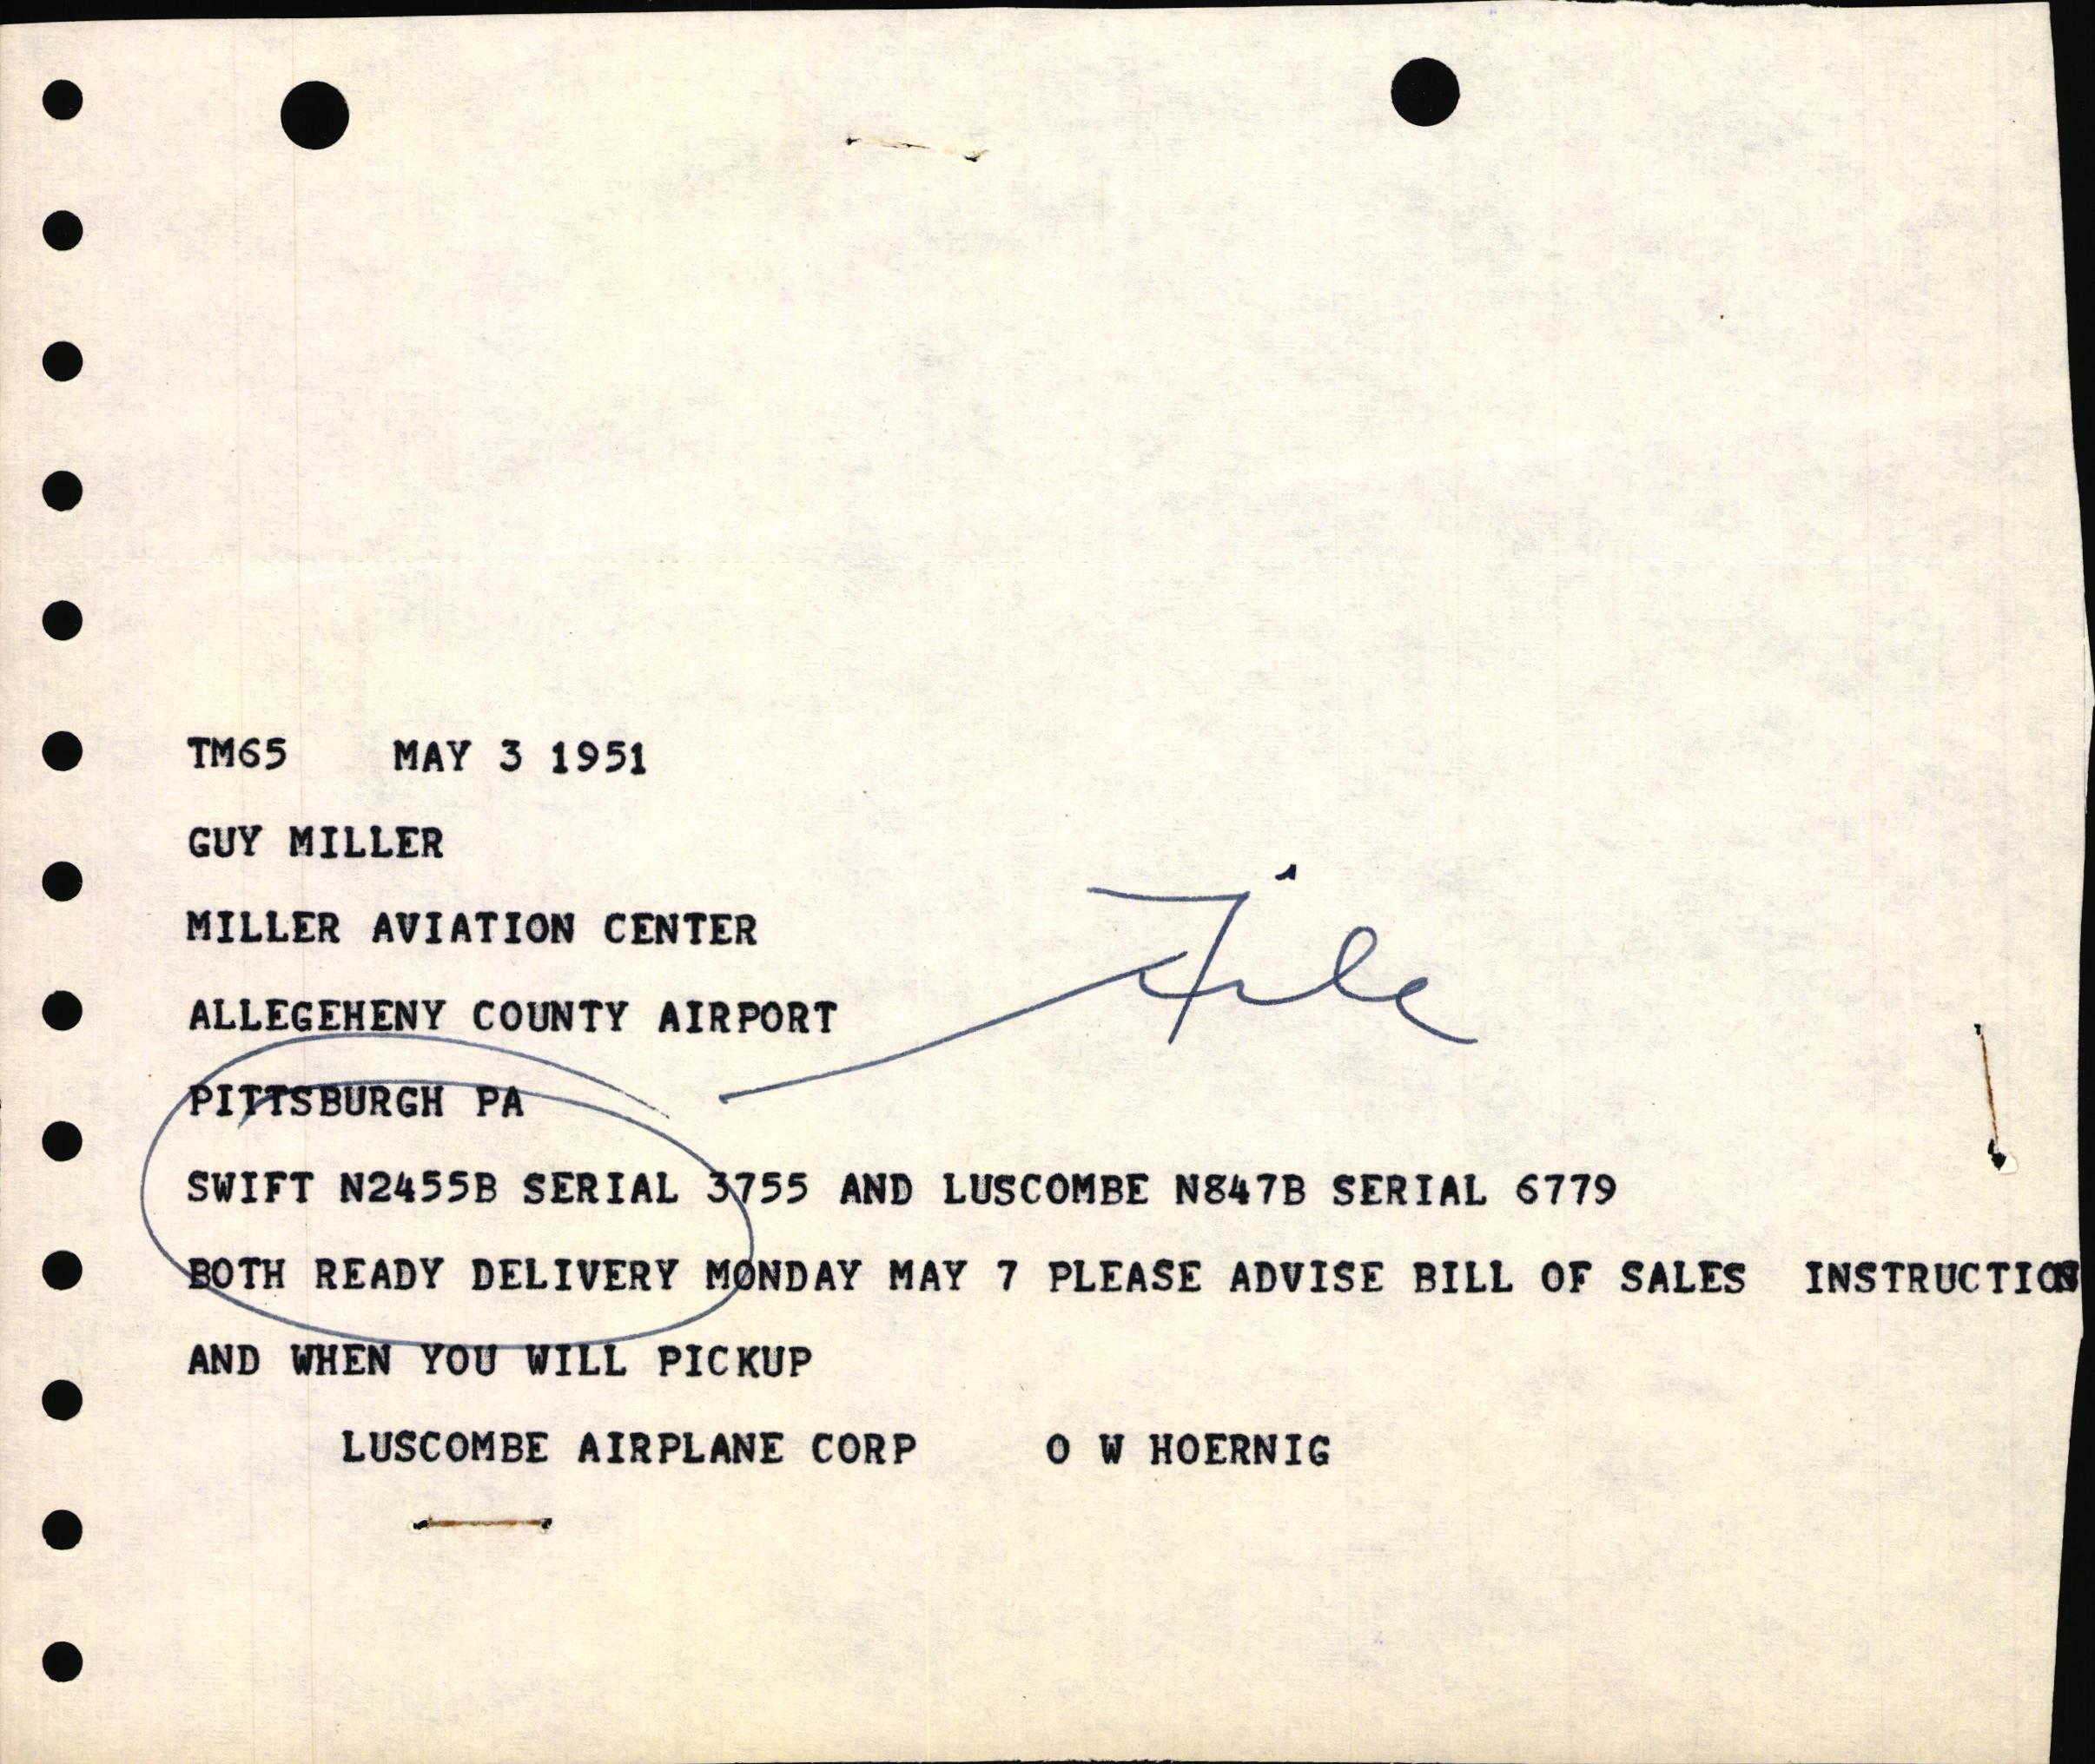 TM65    MAY 3 1951
GUY MILLER
MILLER AVIATION CENTER
File
ALLEGEHENY COUNTY AIRPORT
PITTSBURGH PA
SWIFT N2455B SERIAL 3755 AND LUSCOMBE N847B SERIAL 6779
BOTH READY DELIVERY MONDAY MAY 7 PLEASE ADVISE BILL OF SALES  INSTRUCTION
AND WHEN YOU WILL PICKUP
LUSCOMBE AIRPLANE CORP     O W HOERNIG